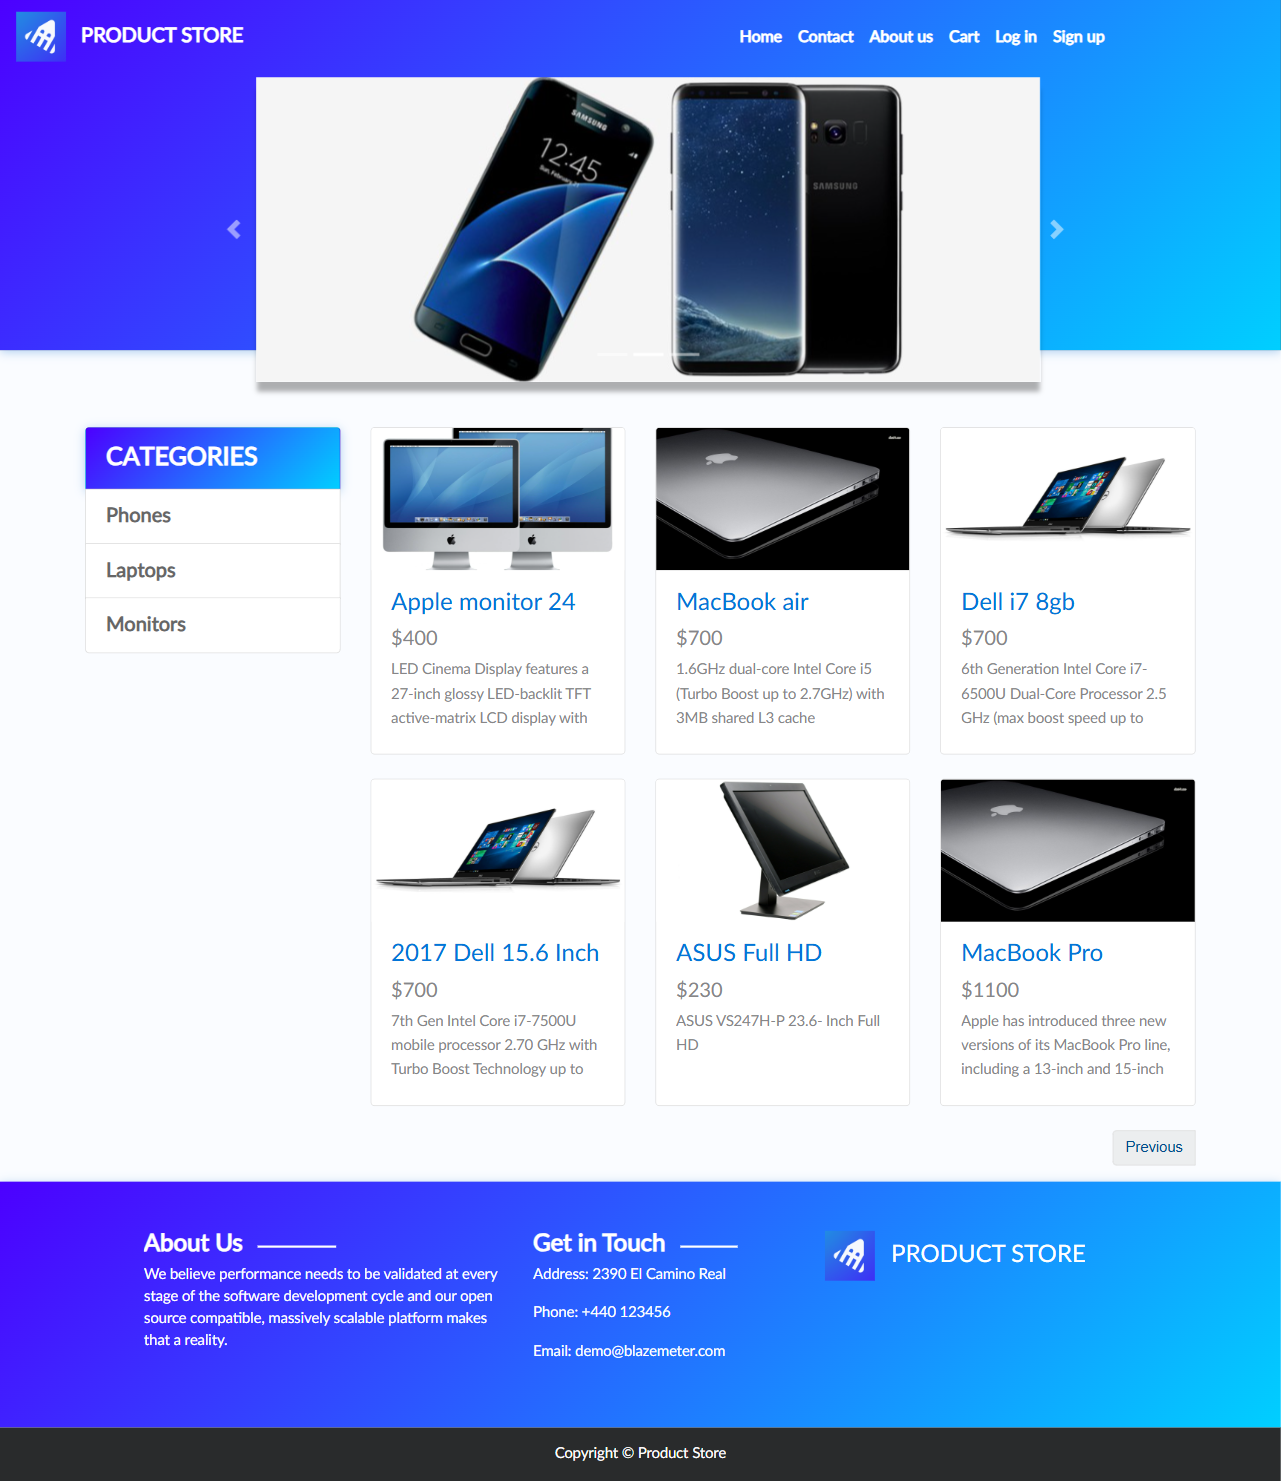 PRODUCT STORE
Home Contact About us Cart Log in Sign up
SAMSUNG
12:45
SAMSUNG
CATEGORIES
Phones
Laptops
Monitors
Apple monitor 24
$400
LED Cinema Display features a
27-inch glossy LED-backlit TFT
active-matrix LCD display with
MacBook air
$700
1.6GHz dual-core Intel Core i5
(Turbo Boost up to 2.7GHz) with
3MB shared L3 cache
Dell i7 8gb
$700
6th Generation Intel Core i7-
6500U Dual-Core Processor 2.5
GHz (max boost speed up to
2017 Dell 15.6 Inch
$700
7th Gen Intel Core i7-7500U
mobile processor 2.70 GHz with
Turbo Boost Technology up to
ASUS Full HD
$230
ASUS VS247H-P 23.6- Inch Full
HD
MacBook Pro
$1100
Apple has introduced three new
versions of its MacBook Pro line,
including a 13-inch and 15-inch
Previous
About Us
We believe performance needs to be validated at every
stage of the software development cycle and our open
source compatible, massively scalable platform makes
that a reality.
Get in Touch
Address: 2390 El Camino Real
Phone: +440 123456
Email: demo@blazemeter.com
PRODUCT STORE
Copyright © Product Store